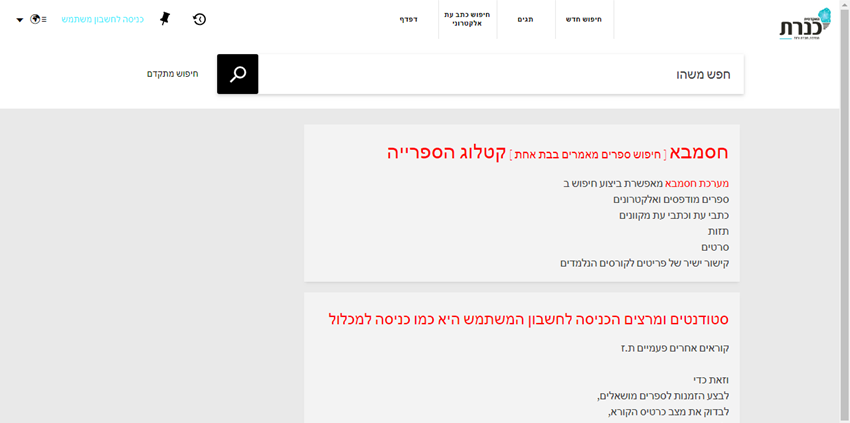 כנרת
חיפוש חדש
תגים
חיפוש כתב עת
אלקטרוני
דפדף
כניסה לחשבון משתמש
חפש משהו
חיפוש מתקדם
חסמבא [ חיפוש ספרים מאמרים בבת אחת ] קטלוג הספרייה
מערכת חסמבא מאפשרת ביצוע חיפוש ב
ספרים מודפסים ואלקטרונים
כתבי עת וכתבי עת מקוונים
תזות
סרטים
קישור ישיר של פריטים לקורסים הנלמדים
סטודנטים ומרצים הכניסה לחשבון המשתמש היא כמו כניסה למכלול
קוראים אחרים פעמיים ת.ז
וזאת כדי
לבצע הזמנות לספרים מושאלים,
לבדוק את מצב כרטיס הקורא,